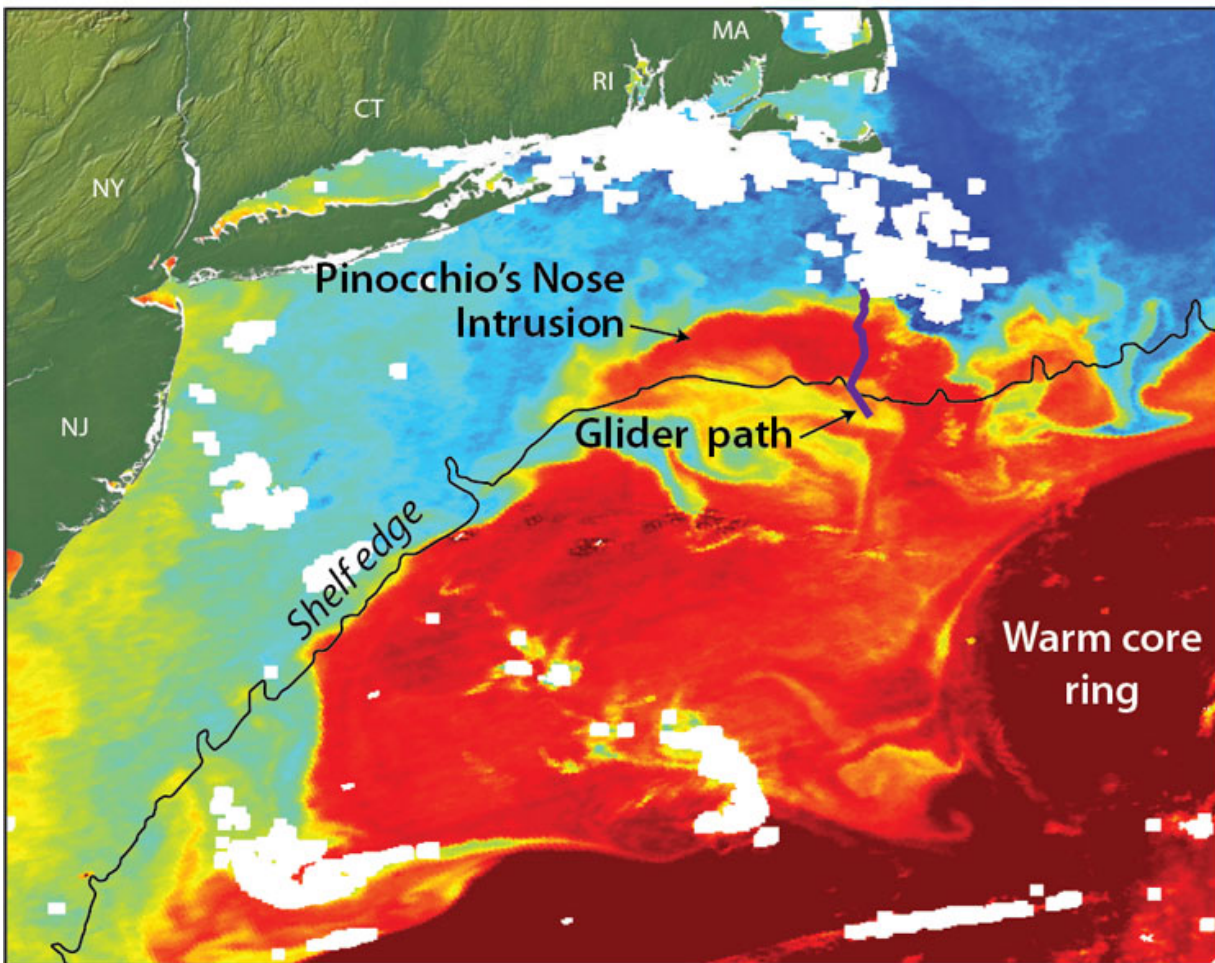 MA
RI
CT
NY
Pinocchio's Nose
Intrusion
Glider path
NJ
Shelf edge
Warm core
ring